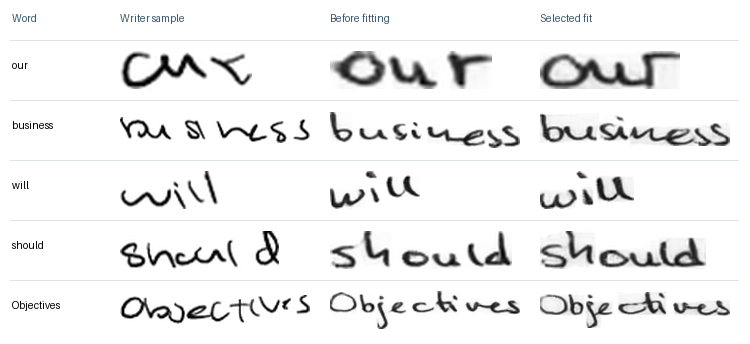 Word Writer sample Before fitting Selected fit
our our our our
business business business business
will will will will
should should should should
Objectives Objectives Objectives Objectives